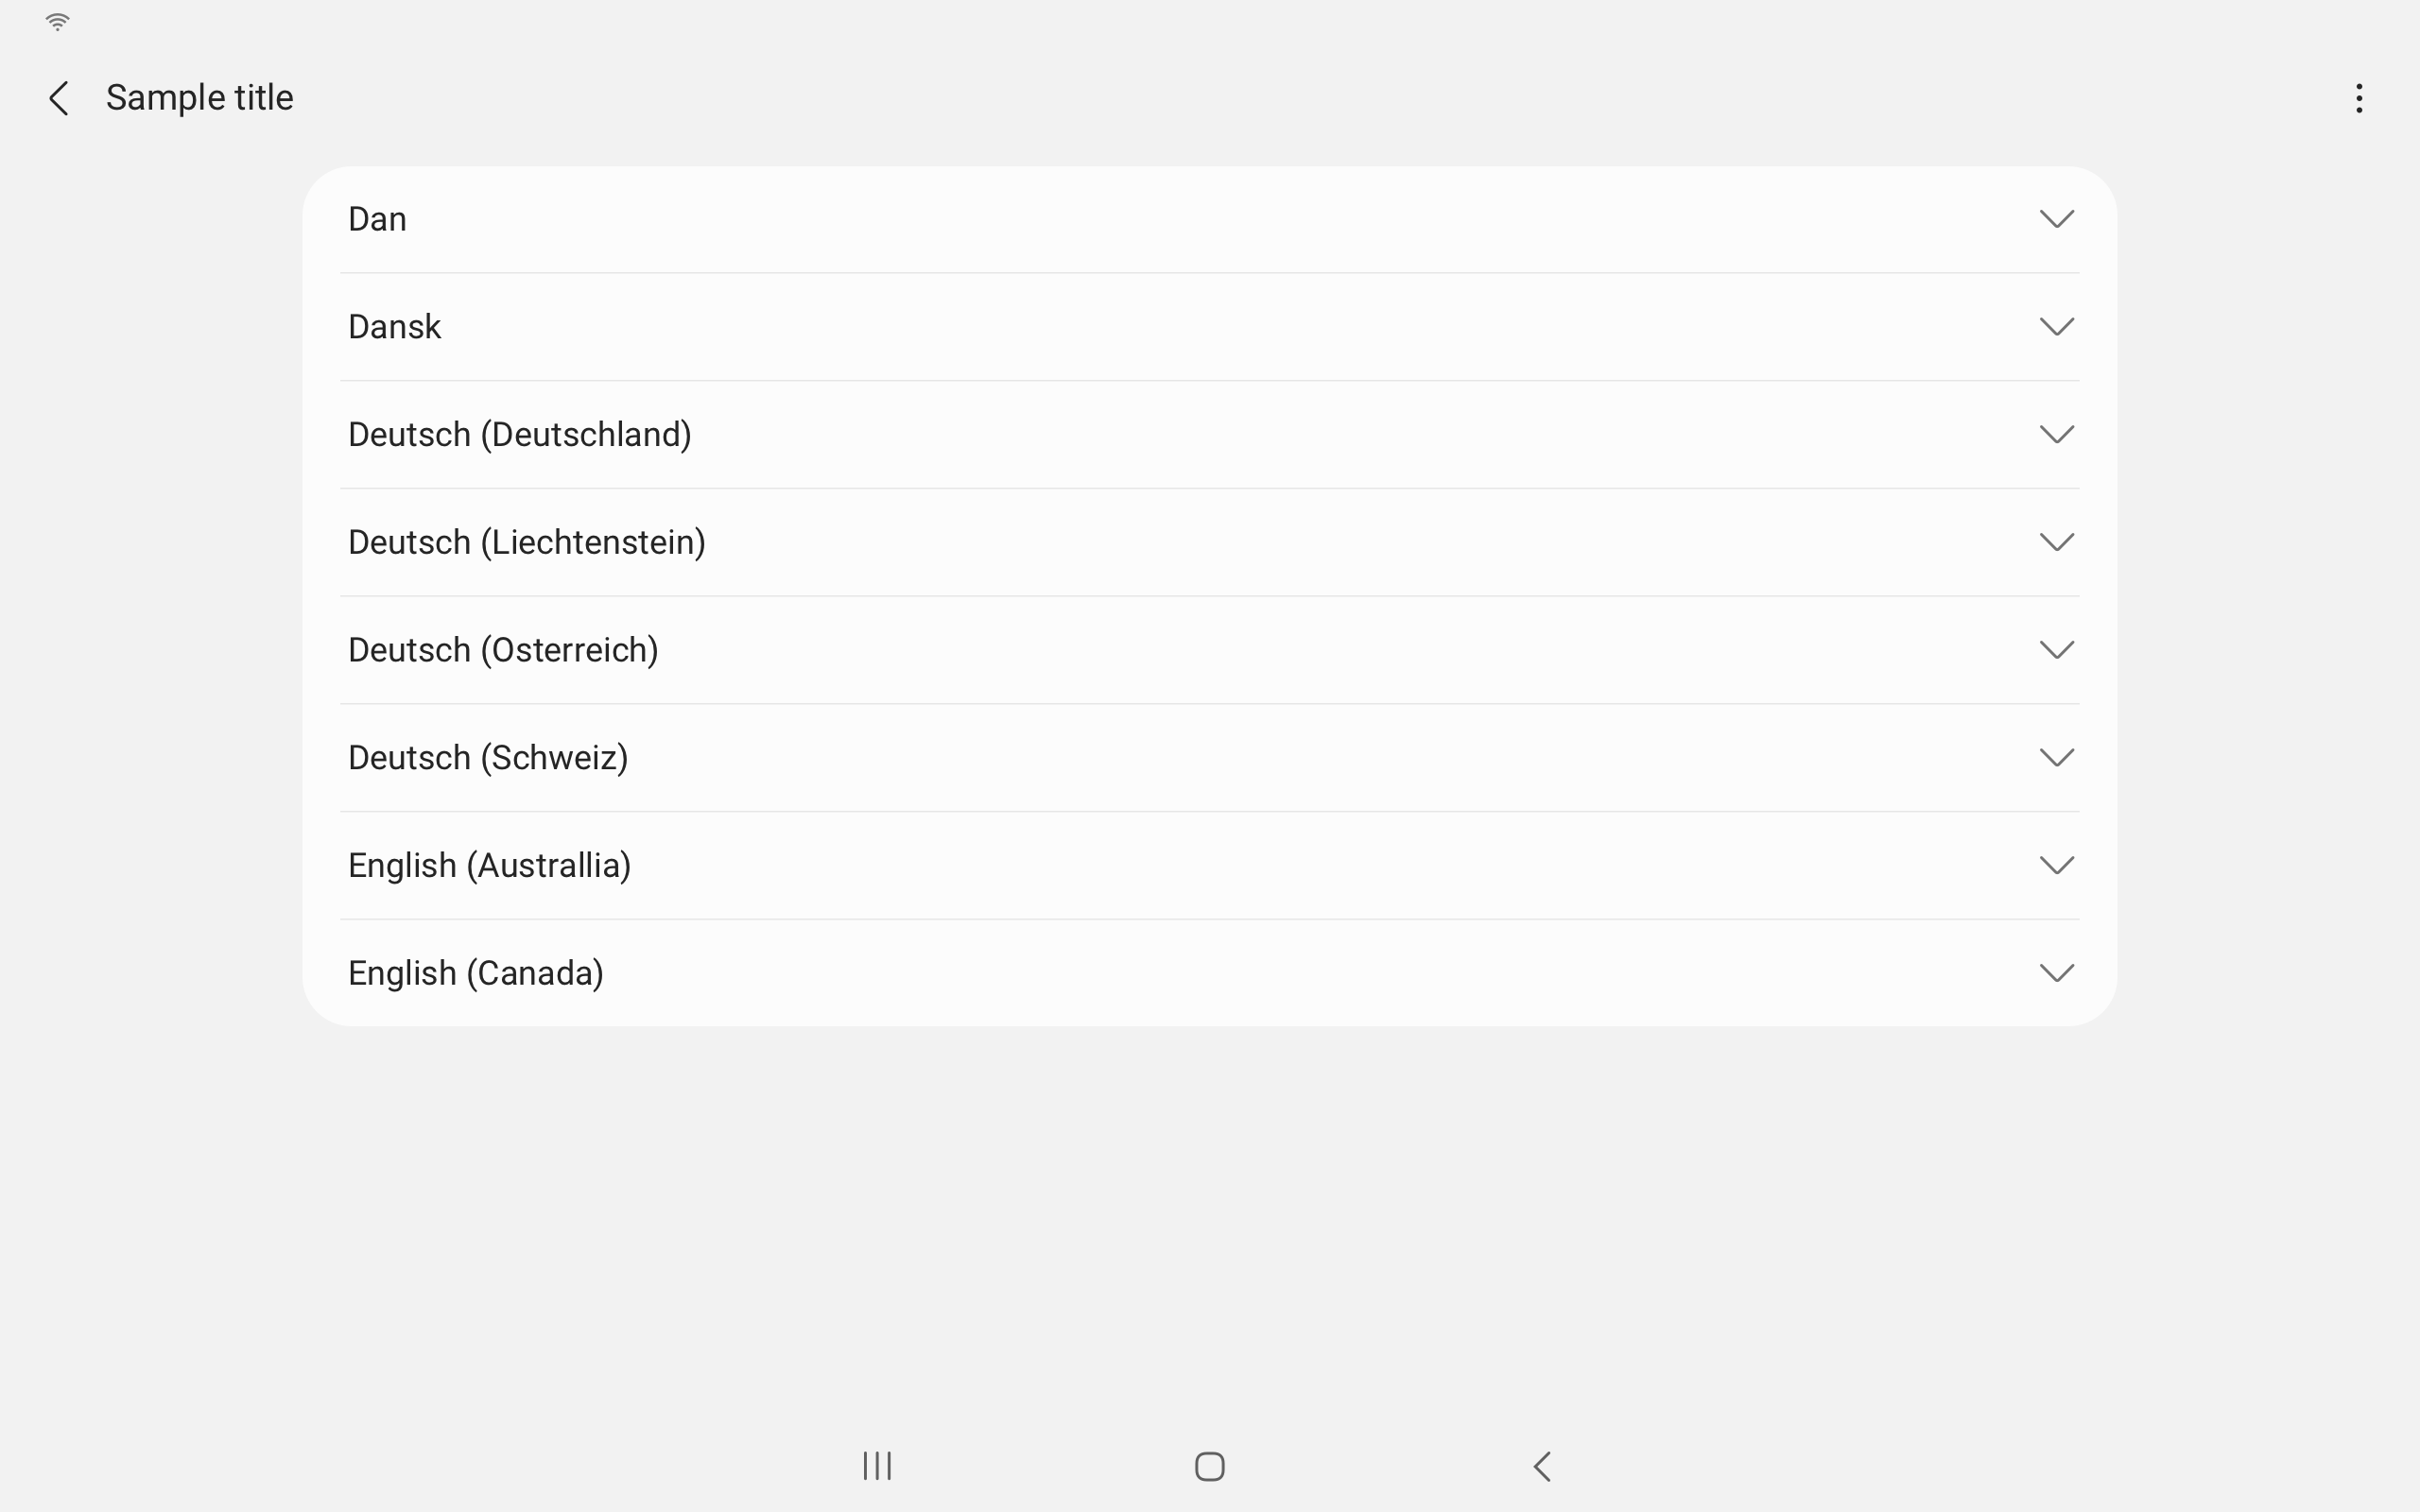 Sample title
Dan
Dansk
Deutsch (Deutschland)
Deutsch (Liechtenstein)
Deutsch (Osterreich)
Deutsch (Schweiz)
English (Australlia)
English (Canada)